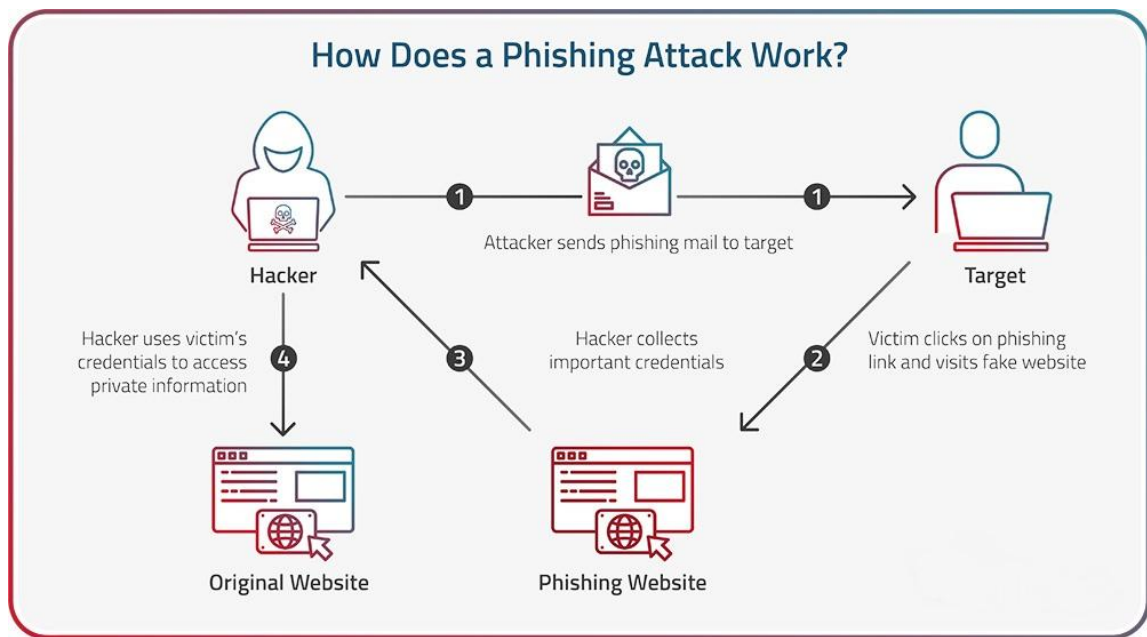 How Does a Phishing Attack Work?
1
1
Attacker sends phishing mail to target
Hacker
Target
Hacker uses victim's
credentials to access
private information
4
3
Hacker collects
important credentials
2
Victim clicks on phishing
link and visits fake website
Original Website
Phishing Website